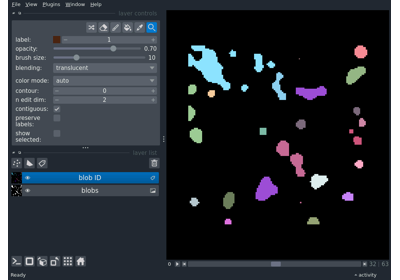 File View Plugins Window Help
layer controls
label: 1
opacity: 0.70
brush size: 10
blending: translucent
color mode: auto
contour: 0
n edit dim: 2
contiguous:
preserve
labels:
show
selected:
layer list
blob ID
blobs
32 63
Ready
activity